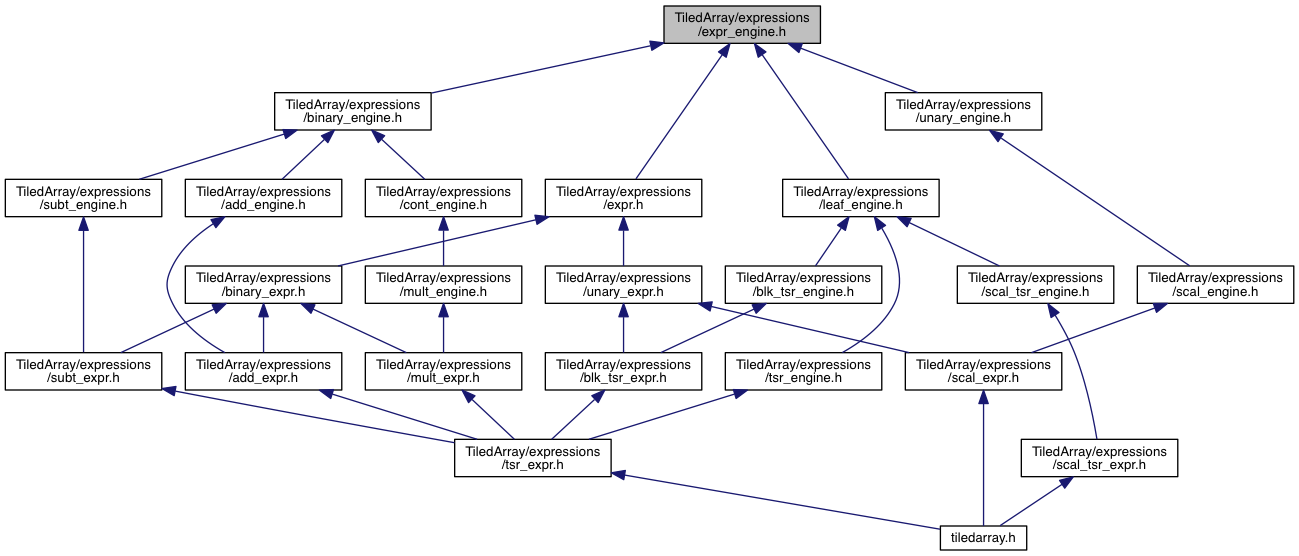 TiledArray/expressions
/expr_engine.h
TiledArray/expressions
/binary_engine.h
TiledArray/expressions
/unary_engine.h
TiledArray/expressions
/subt_engine.h
TiledArray/expressions
/add_engine.h
TiledArray/expressions
/cont_engine.h
TiledArray/expressions
/expr.h
TiledArray/expressions
/leaf_engine.h
TiledArray/expressions
/binary_expr.h
TiledArray/expressions
/mult_engine.h
TiledArray/expressions
/unary_expr.h
TiledArray/expressions
/blk_tsr_engine.h
TiledArray/expressions
/scal_tsr_engine.h
TiledArray/expressions
/scal_engine.h
TiledArray/expressions
/subt_expr.h
TiledArray/expressions
/add_expr.h
TiledArray/expressions
/mult_expr.h
TiledArray/expressions
/blk_tsr_expr.h
TiledArray/expressions
/tsr_engine.h
TiledArray/expressions
/scal_expr.h
TiledArray/expressions
/tsr_expr.h
TiledArray/expressions
/scal_tsr_expr.h
tiledarray.h